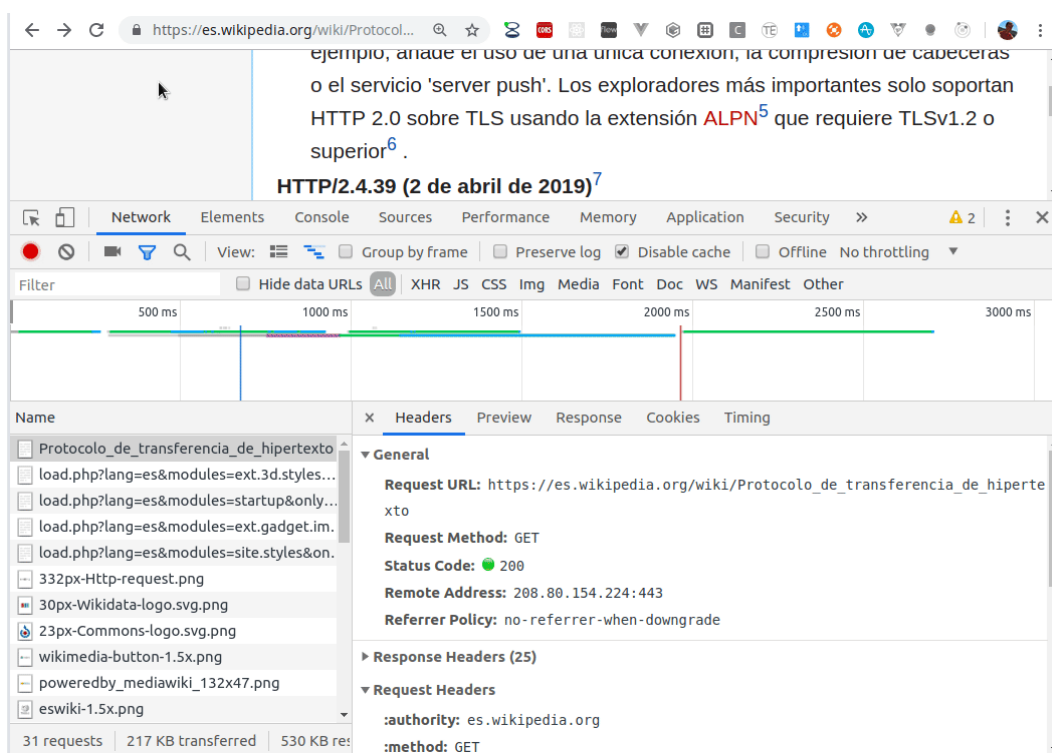 https://es.wikipedia.org/wiki/Protocol...
ejemplo, añade el uso de una única conexión, la compresión de cabeceras
o el servicio 'server push'. Los exploradores más importantes solo soportan
HTTP 2.0 sobre TLS usando la extensión ALPN5 que requiere TLSv1.2 o
superior6 .
HTTP/2.4.39 (2 de abril de 2019)7
Network Elements Console Sources Performance Memory Application Security » 2
View: Group by frame Preserve log Disable cache Offline No throttling
Filter Hide data URLs All XHR JS CSS Img Media Font Doc WS Manifest Other
500 ms 1000 ms 1500 ms 2000 ms 2500 ms 3000 ms
Name
Protocolo_de_transferencia_de_hipertexto
load.php?lang=es&modules=ext.3d.styles...
load.php?lang=es&modules=startup&only...
load.php?lang=es&modules=ext.gadget.im.
load.php?lang=es&modules=site.styles&on.
332px-Http-request.png
30px-Wikidata-logo.svg.png
23px-Commons-logo.svg.png
wikimedia-button-1.5x.png
poweredby_mediawiki_132x47.png
eswiki-1.5x.png
31 requests 217 KB transferred 530 KB re
× Headers Preview Response Cookies Timing
General
Request URL: https://es.wikipedia.org/wiki/Protocolo_de_transferencia_de_hiperte
xto
Request Method: GET
Status Code: 200
Remote Address: 208.80.154.224:443
Referrer Policy: no-referrer-when-downgrade
Response Headers (25)
Request Headers
:authority: es.wikipedia.org
:method: GET